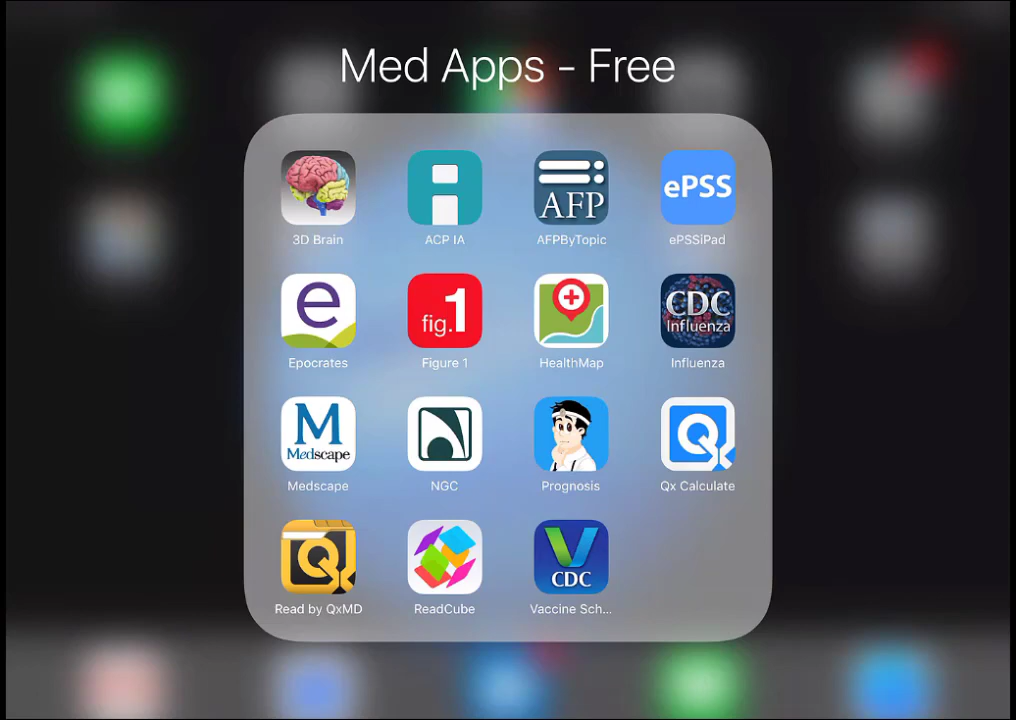 Med Apps - Free
ePSS
AFP
3D Brain
ACP IA
AFPByTopic
ePSSiPad
e
fig.1
CDC
Influenza
Epocrates
Figure 1
HealthMap
Influenza
M
Medscape
Q
Medscape
NGC
Prognosis
Qx Calculate
Q
V
CDC
Read by QxMD
ReadCube
Vaccine Sch...